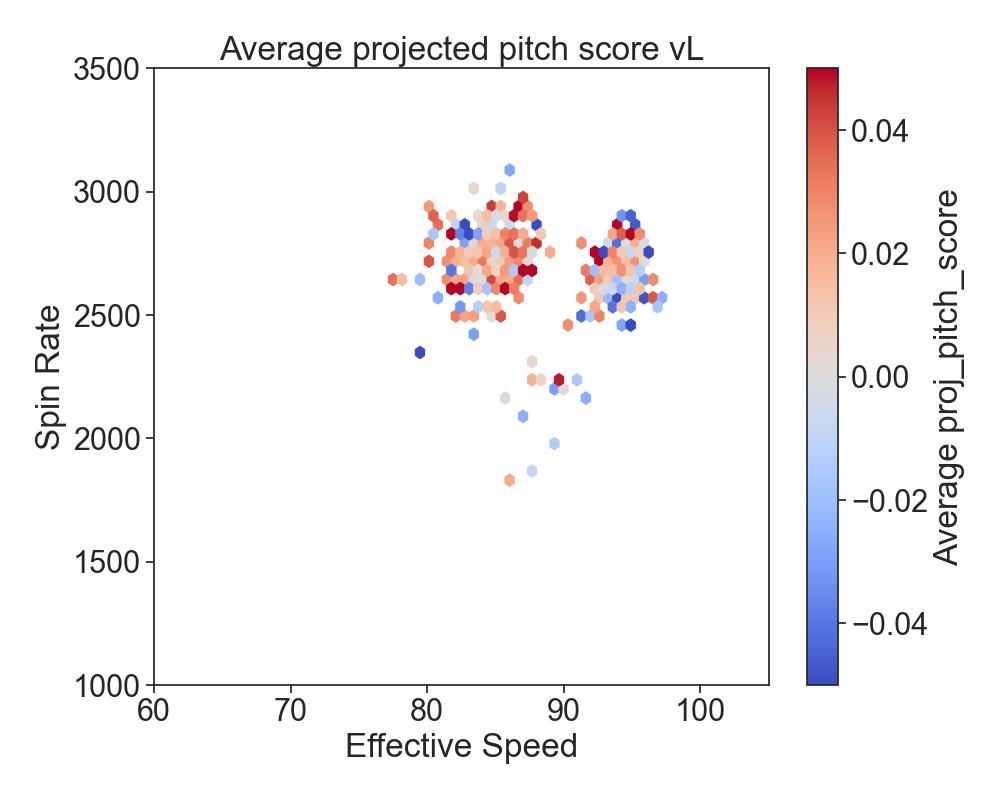 Average projected pitch score vL
3500
3000
2500
2000
1500
1000
Spin Rate
60 70 80 90 100
Effective Speed
0.04
0.02
0.00
−0.02
−0.04
Average proj_pitch_score